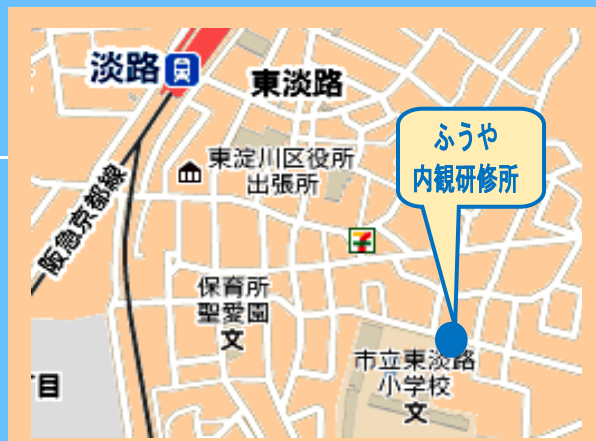 淡路
東淡路
ふうや
内観研修所
東淀川区役所
出張所
阪急京都線
7
保育所
聖愛園
文
市立東淡路
小学校
文
丁目